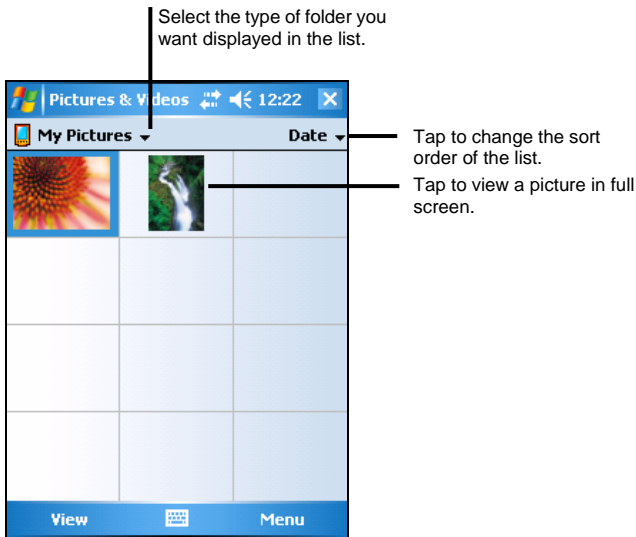 Select the type of folder you
want displayed in the list.
Pictures & Videos 12:22
My Pictures Date
Tap to change the sort
order of the list.
Tap to view a picture in full
screen.
View Menu